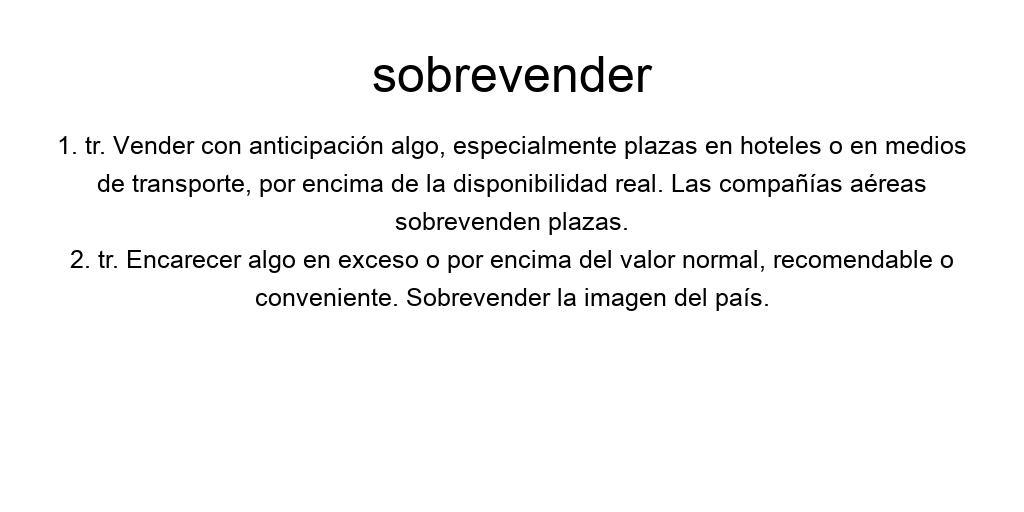 sobrevender
1. tr. Vender con anticipación algo, especialmente plazas en hoteles o en medios
de transporte, por encima de la disponibilidad real. Las compañías aéreas
sobrevenden plazas.
2. tr. Encarecer algo en exceso o por encima del valor normal, recomendable o
conveniente. Sobrevender la imagen del país.